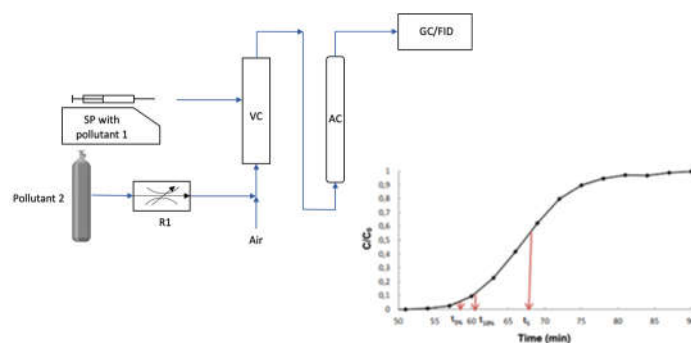 GC/FID
VC
AC
SP with
pollutant 1
Pollutant 2
R1
Air
C/C₀
1
0,9
0,8
0,7
0,6
0,5
0,4
0,3
0,2
0,1
0
t5% t10% ts
50 55 60 65 70 75 80 85 90
Time (min)